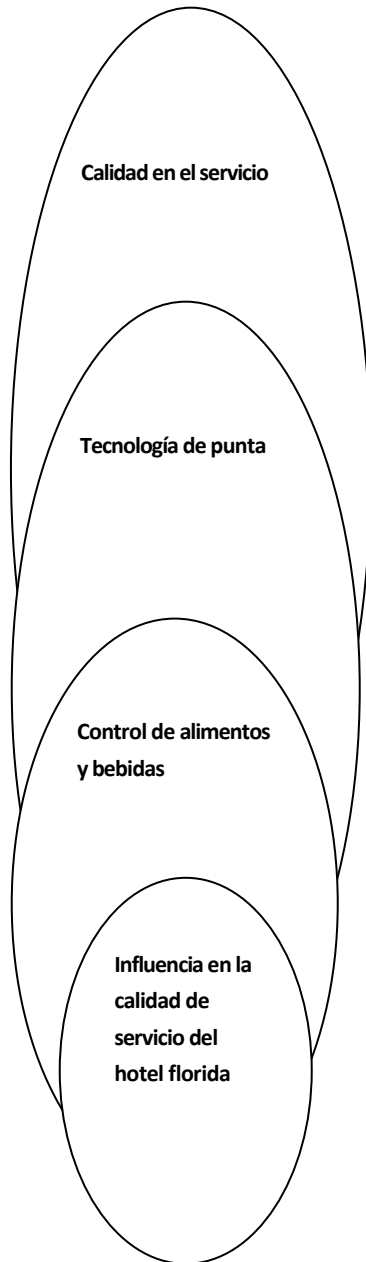 Calidad en el servicio
Tecnología de punta
Control de alimentos
y bebidas
Influencia en la
calidad de
servicio del
hotel florida